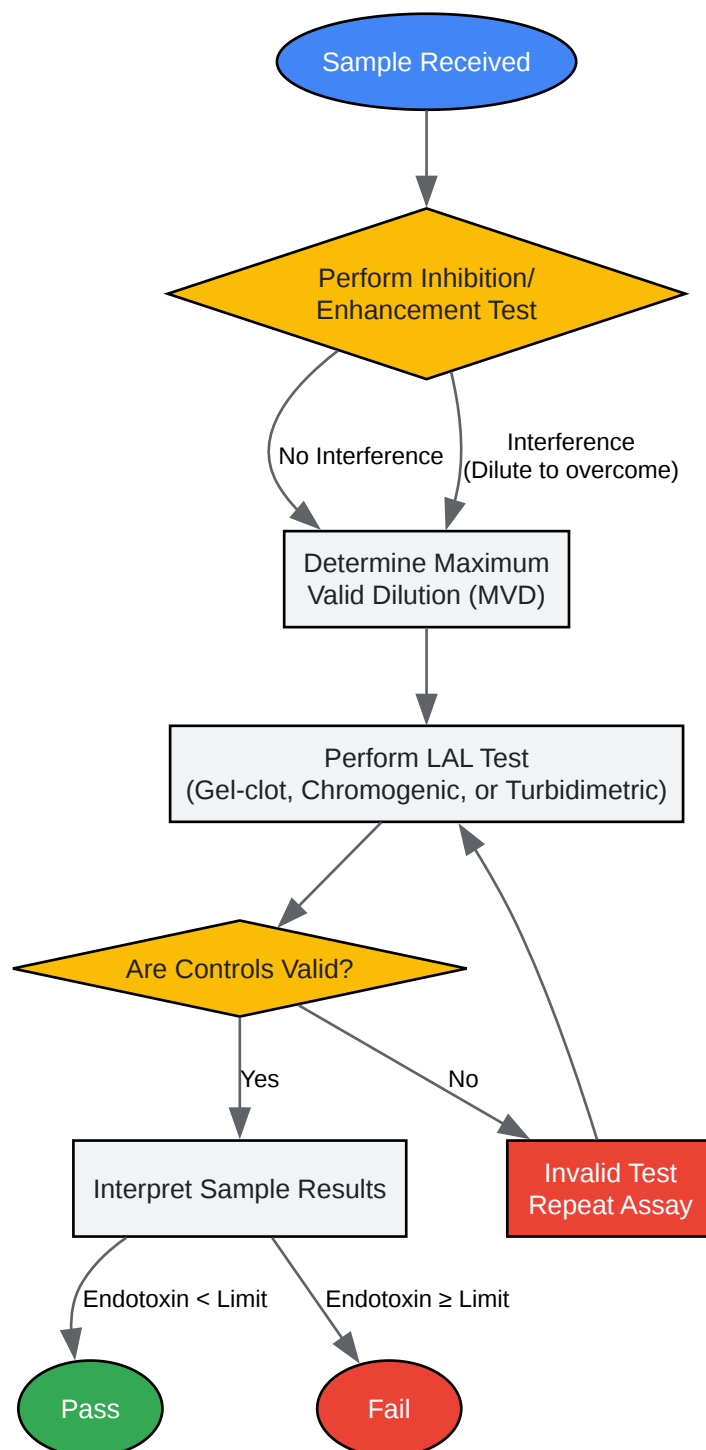 Sample Received
Perform Inhibition/
Enhancement Test
No Interference
Interference
(Dilute to overcome)
Determine Maximum
Valid Dilution (MVD)
Perform LAL Test
(Gel-clot, Chromogenic, or Turbidimetric)
Are Controls Valid?
Yes
No
Interpret Sample Results
Invalid Test
Repeat Assay
Endotoxin < Limit
Endotoxin ≥ Limit
Pass
Fail